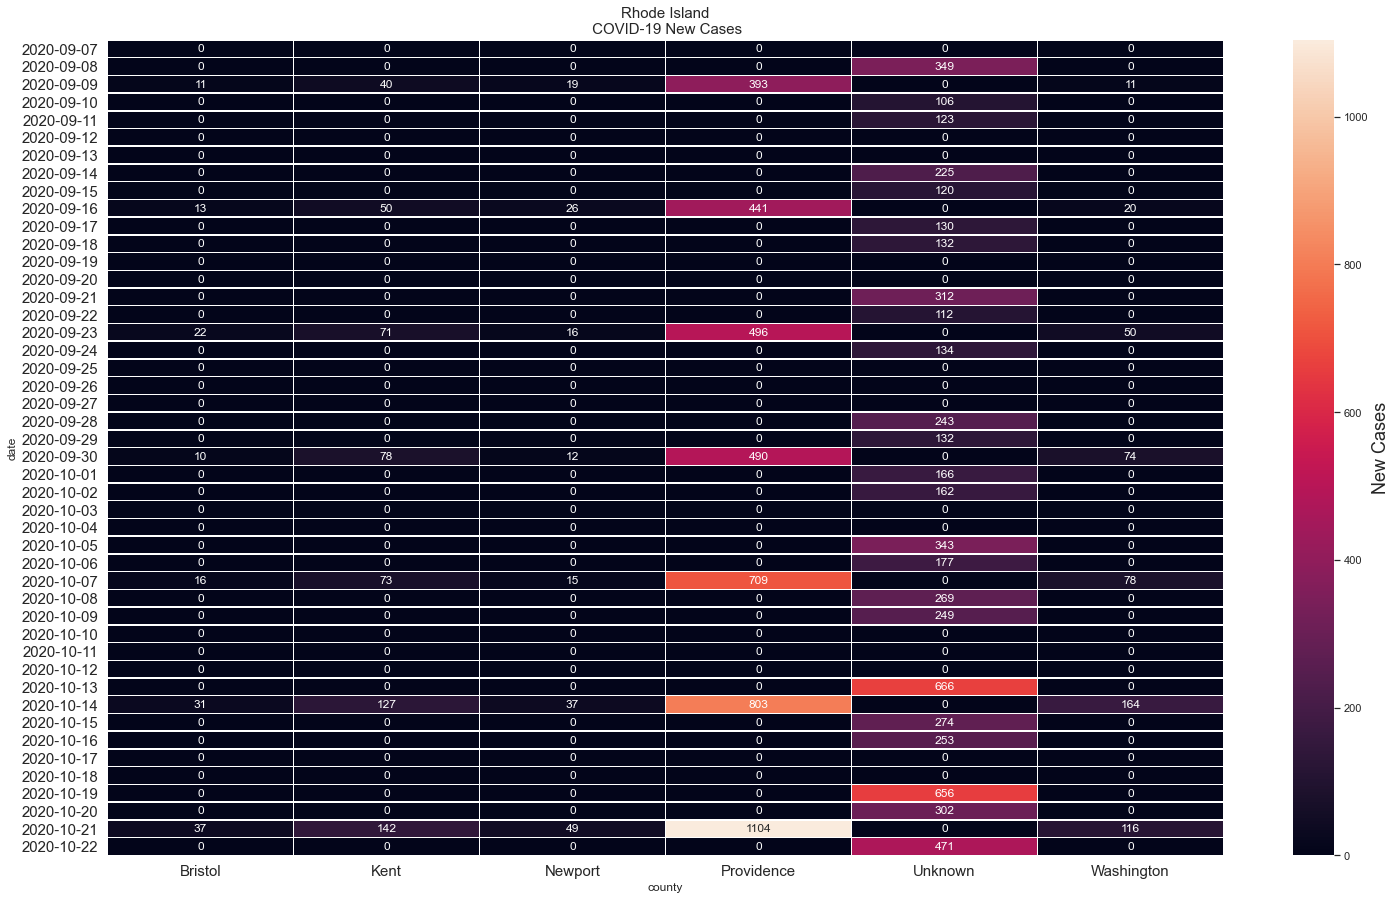 Rhode Island
COVID-19 New Cases
2020-09-07 0 0 0 0 0 0
2020-09-08 0 0 0 0 349 0
2020-09-09 11 40 19 393 0 11
2020-09-10 0 0 0 0 106 0
2020-09-11 0 0 0 0 123 0
2020-09-12 0 0 0 0 0 0
2020-09-13 0 0 0 0 0 0
2020-09-14 0 0 0 0 225 0
2020-09-15 0 0 0 0 120 0
2020-09-16 13 50 26 441 0 20
2020-09-17 0 0 0 0 130 0
2020-09-18 0 0 0 0 132 0
2020-09-19 0 0 0 0 0 0
2020-09-20 0 0 0 0 0 0
2020-09-21 0 0 0 0 312 0
2020-09-22 0 0 0 0 112 0
2020-09-23 22 71 16 496 0 50
2020-09-24 0 0 0 0 134 0
2020-09-25 0 0 0 0 0 0
2020-09-26 0 0 0 0 0 0
2020-09-27 0 0 0 0 0 0
2020-09-28 0 0 0 0 243 0
2020-09-29 0 0 0 0 132 0
2020-09-30 10 78 12 490 0 74
2020-10-01 0 0 0 0 166 0
2020-10-02 0 0 0 0 162 0
2020-10-03 0 0 0 0 0 0
2020-10-04 0 0 0 0 0 0
2020-10-05 0 0 0 0 343 0
2020-10-06 0 0 0 0 177 0
2020-10-07 16 73 15 709 0 78
2020-10-08 0 0 0 0 269 0
2020-10-09 0 0 0 0 249 0
2020-10-10 0 0 0 0 0 0
2020-10-11 0 0 0 0 0 0
2020-10-12 0 0 0 0 0 0
2020-10-13 0 0 0 0 666 0
2020-10-14 31 127 37 803 0 164
2020-10-15 0 0 0 0 274 0
2020-10-16 0 0 0 0 253 0
2020-10-17 0 0 0 0 0 0
2020-10-18 0 0 0 0 0 0
2020-10-19 0 0 0 0 656 0
2020-10-20 0 0 0 0 302 0
2020-10-21 37 142 49 1104 0 116
2020-10-22 0 0 0 0 471 0
Bristol Kent Newport Providence Unknown Washington
county
date
1000
800
600
400
200
0
New Cases